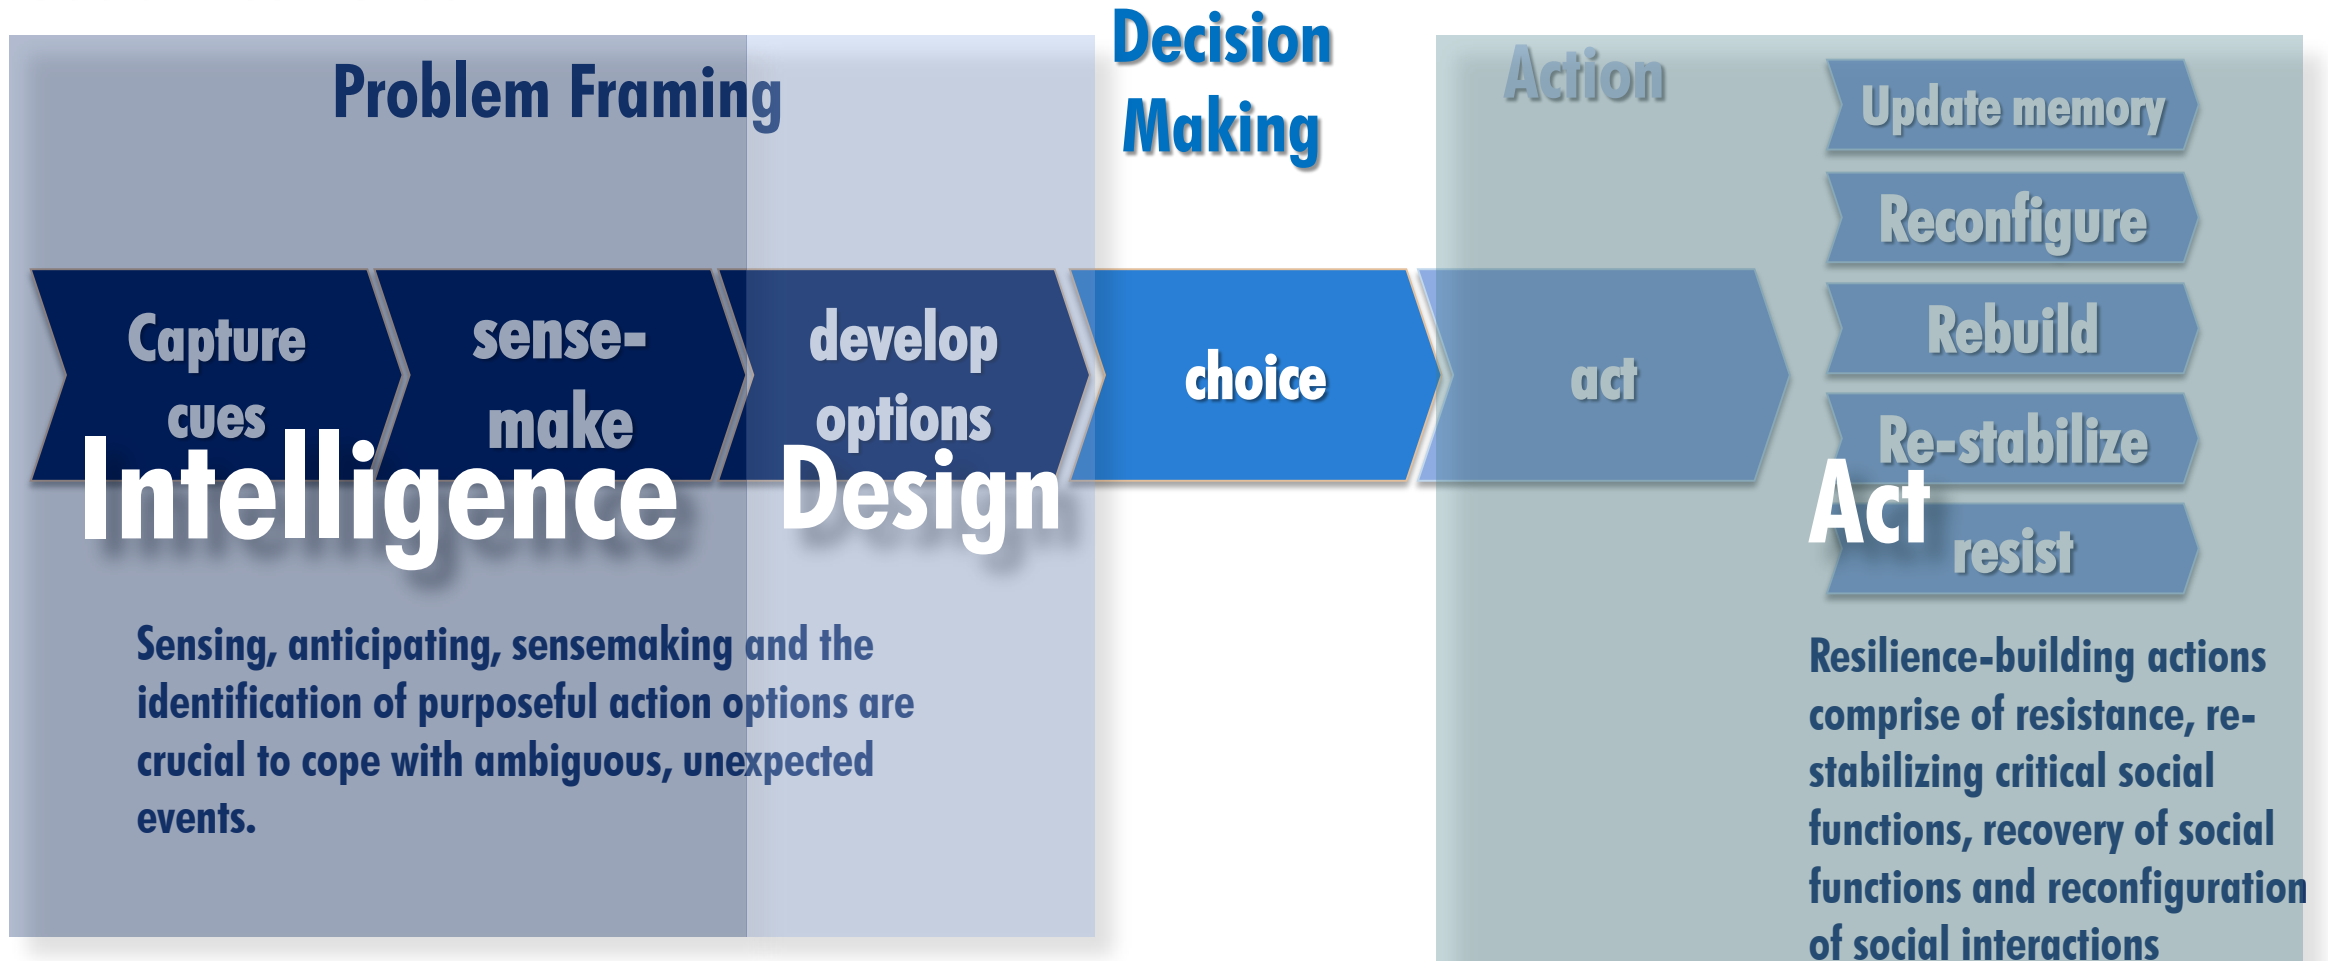 Problem Framing
Decision
Making
Action
Capture
cues
sense-
make
develop
options
choice
act
Update memory
Reconfigure
Rebuild
Re-stabilize
resist
Intelligence
Design
Act
Sensing, anticipating, sensemaking and the
identification of purposeful action options are
crucial to cope with ambiguous, unexpected
events.
Resilience-building actions
comprise of resistance, re-
stabilizing critical social
functions, recovery of social
functions and reconfiguration
of social interactions